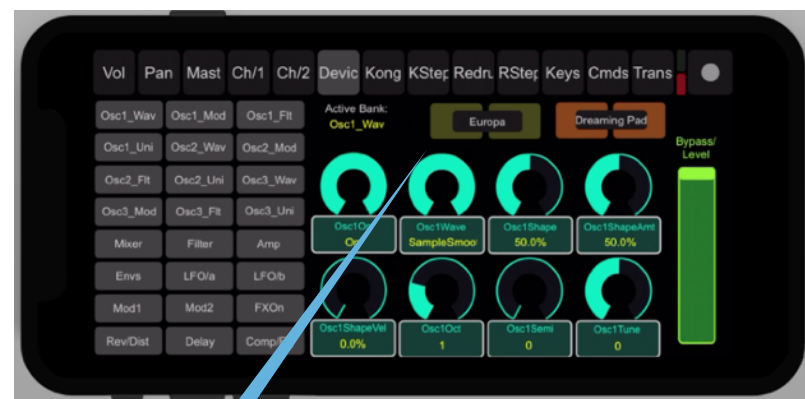 Vol Pan Mast Ch/1 Ch/2 Devic Kong KStep Redru RStep Keys Cmds Trans
Osc1_Wav Osc1_Mod Osc1_Flt
Osc1_Uni Osc2_Wav Osc2_Mod
Osc2_Flt Osc2_Uni Osc3_Wav
Osc3_Mod Osc3_Flt Osc3_Uni
Mixer Filter Amp
Envs LFO/a LFO/b
Mod1 Mod2 FXOn
Rev/Dist Delay
Active Bank:
Osc1_Wav
Europa
Dreaming Pad
Bypass/
Level
Osc1Wave Osc1Shape Osc1ShapeAmt
SampleSmoo 50.0% 50.0%
Osc1ShapeVel Osc1Oct Osc1Semi Osc1Tune
0.0% 1 0 0